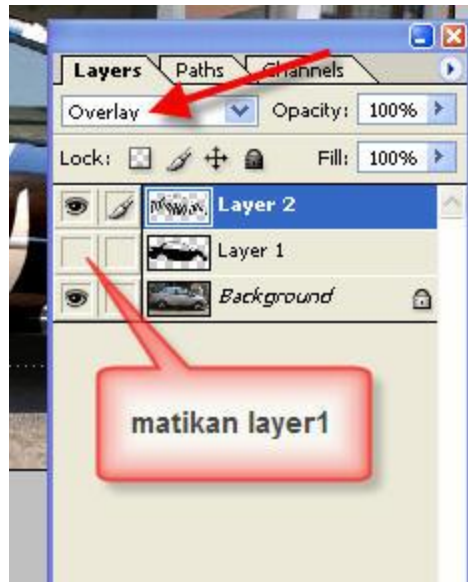 Layers Paths Channels
Overlay Opacity: 100%
Lock: Fill: 100%
Layer 2
Layer 1
Background
matikan layer1